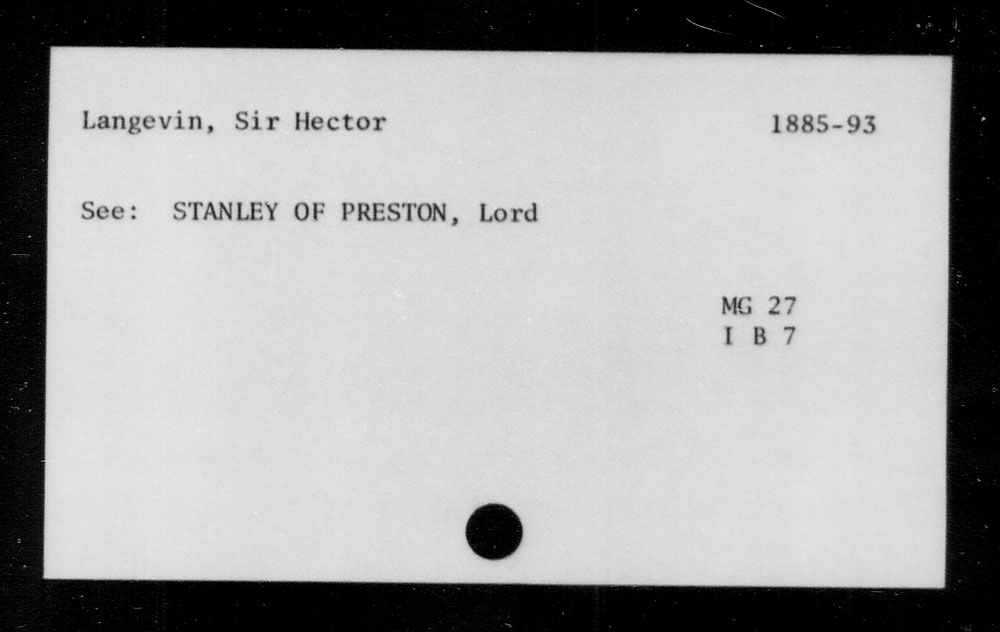 Langevin, Sir Hector 1885-93
See: STANLEY OF PRESTON, Lord
MG 27
I B 7